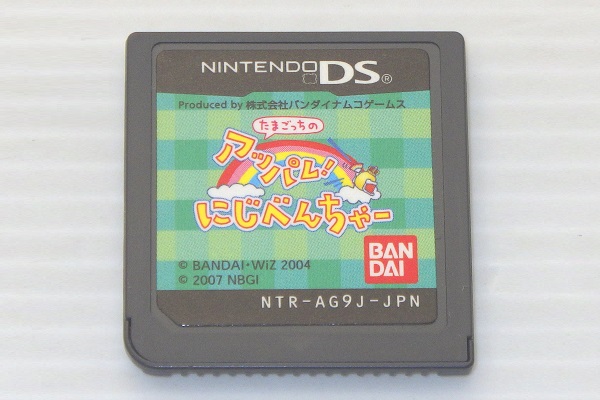 NINTENDO DS®
Produced by 株式会社バンダイナムコゲームス
たまごっちの
アッパレ!
にじべんちゃー
BAN
DAI
© BANDAI・WiZ 2004
© 2007 NBGI
NTR-AG9J-JPN